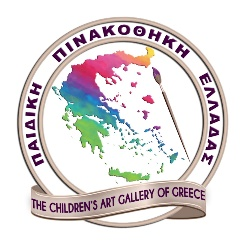 ΠΑΙΔΙΚΗ ΠΙΝΑΚΟΘΗΚΗ ΕΛΛΑΔΑΣ
THE CHILDREN'S ART GALLERY OF GREECE